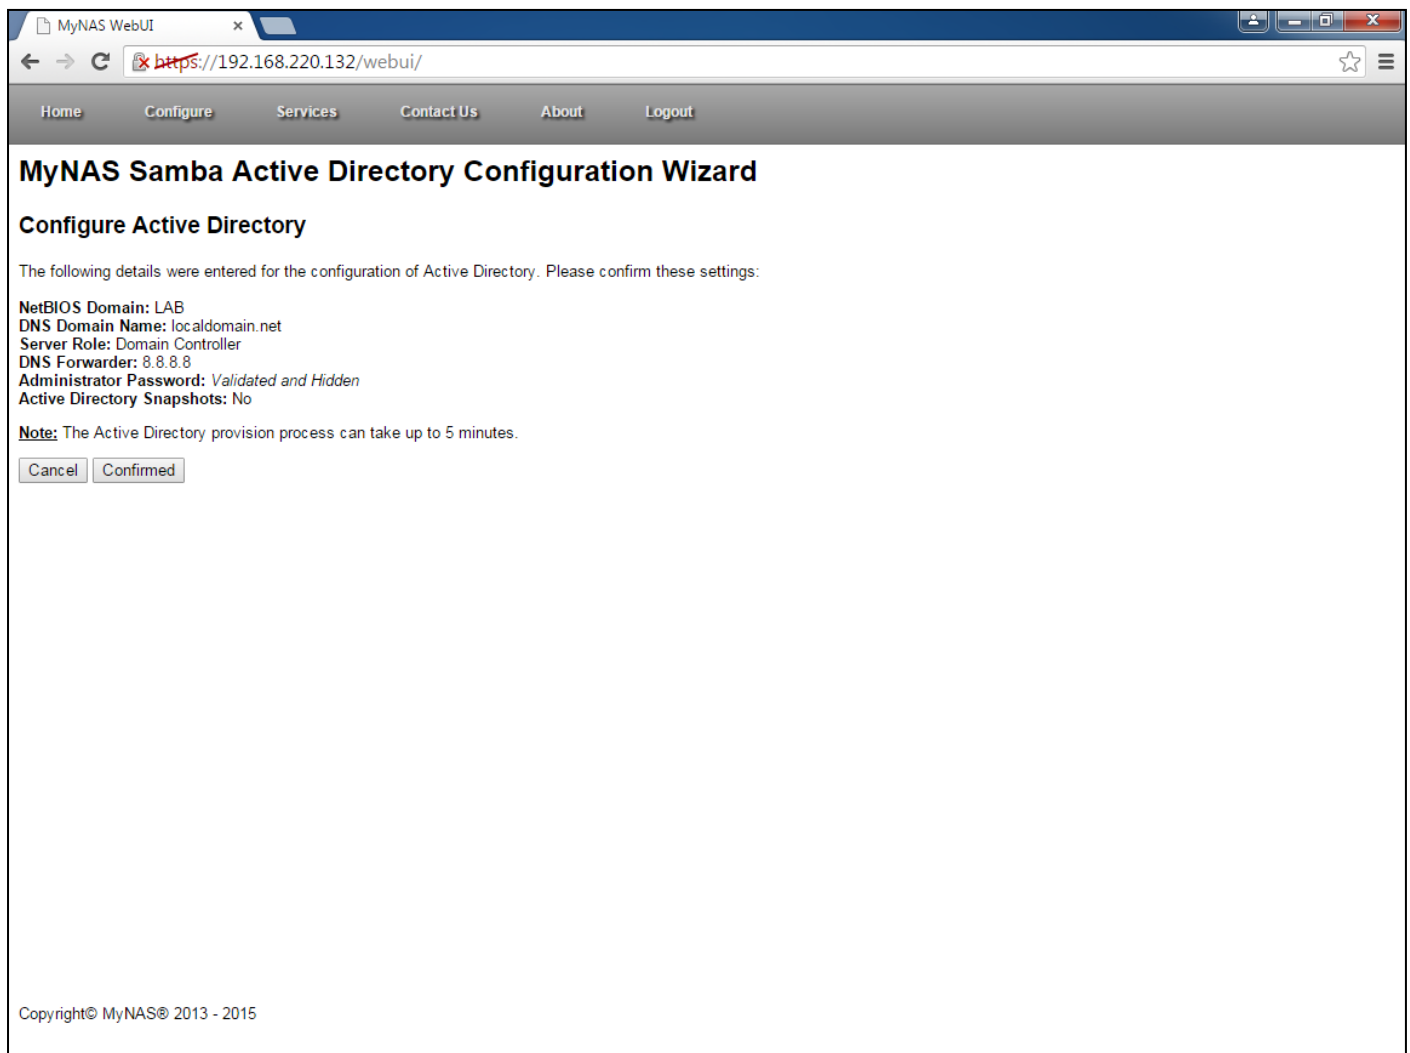 MyNAS WebUI
https://192.168.220.132/webui/
Home Configure Services Contact Us About Logout
MyNAS Samba Active Directory Configuration Wizard
Configure Active Directory
The following details were entered for the configuration of Active Directory. Please confirm these settings:
NetBIOS Domain: LAB
DNS Domain Name: localdomain.net
Server Role: Domain Controller
DNS Forwarder: 8.8.8.8
Administrator Password: Validated and Hidden
Active Directory Snapshots: No
Note: The Active Directory provision process can take up to 5 minutes.
Cancel Confirmed
Copyright© MyNAS® 2013 - 2015